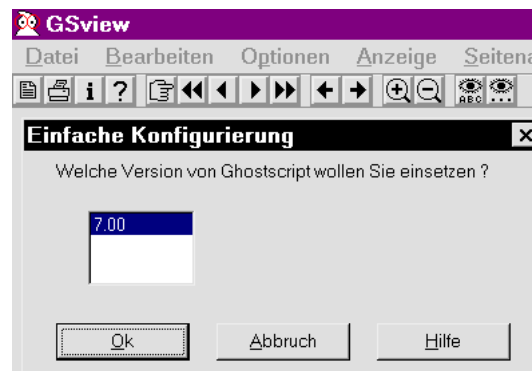 GSview
Datei Bearbeiten Optionen Anzeige Seitena
i ? ABC ...
Einfache Konfigurierung
Welche Version von Ghostscript wollen Sie einsetzen ?
7.00
Ok Abbruch Hilfe